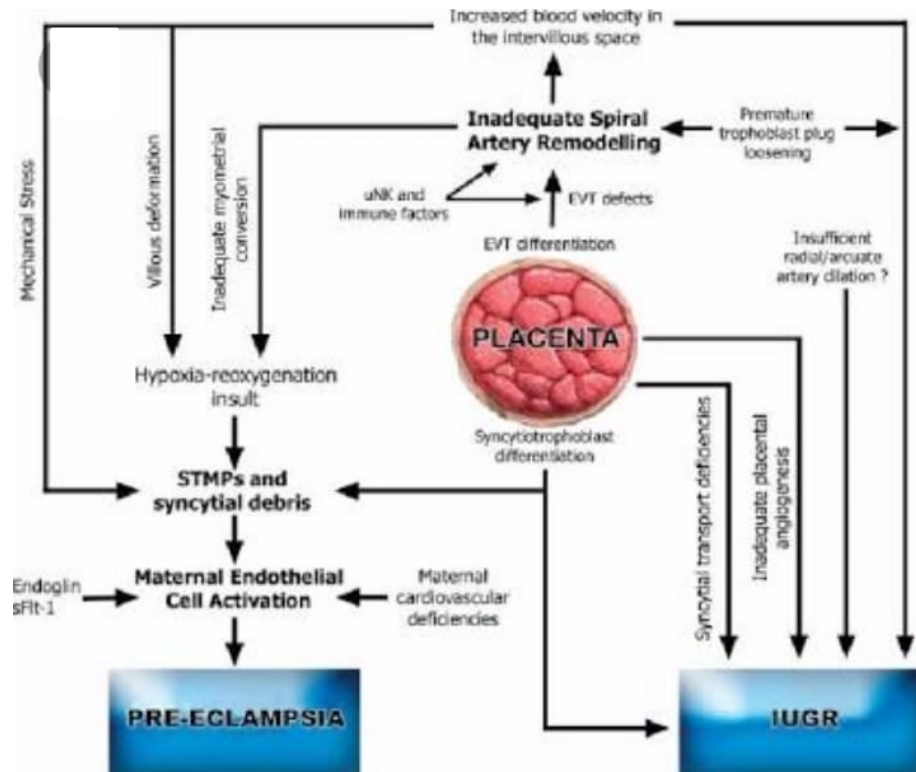 Increased blood velocity in
the intervillous space
Inadequate Spiral
Artery Remodelling
Premature
trophoblast plug
loosening
Mechanical Stress
Villous deformation
Inadequate myometrial
conversion
uNK and
immune factors
EVT defects
EVT differentiation
Insufficient
radial/arcuate
artery dilation ?
PLACENTA
Hypoxia-reoxygenation
insult
Syncytiotrophoblast
differentiation
Syncytial transport deficiencies
Inadequate placental
angiogenesis
STMPs and
syncytial debris
Endoglin
sFlt-1
Maternal Endothelial
Cell Activation
Maternal
cardiovascular
deficiencies
PRE-ECLAMPSIA
IUGR